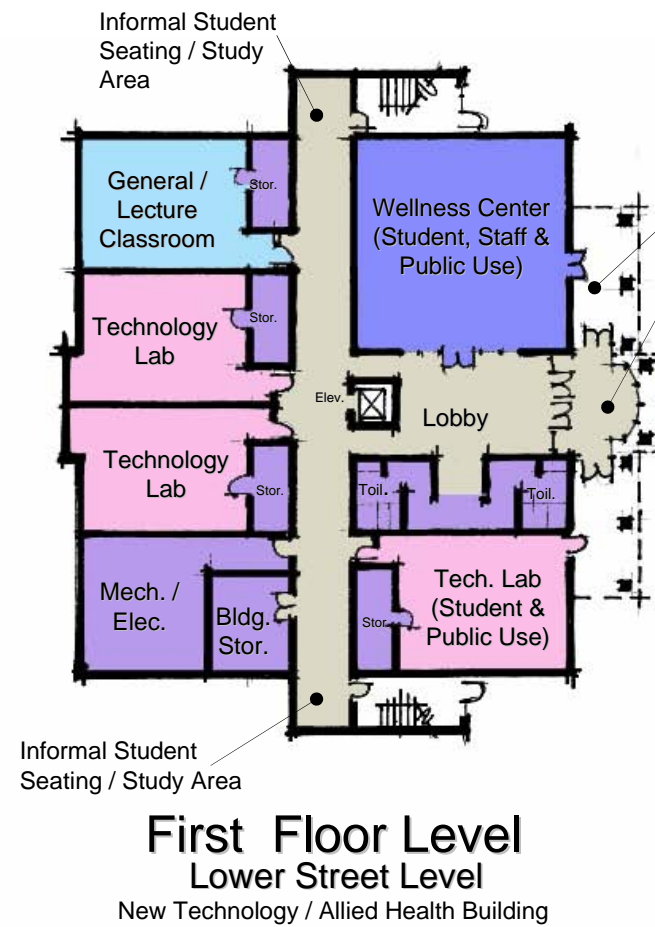 Informal Student
Seating / Study
Area
General /
Lecture
Classroom
Stor.
Wellness Center
(Student, Staff &
Public Use)
Technology
Lab
Stor.
Elev.
Lobby
Technology
Lab
Stor.
Toil.
Toil.
Mech. /
Elec.
Bldg.
Stor.
Stor.
Tech. Lab
(Student &
Public Use)
Informal Student
Seating / Study Area
First Floor Level
Lower Street Level
New Technology / Allied Health Building